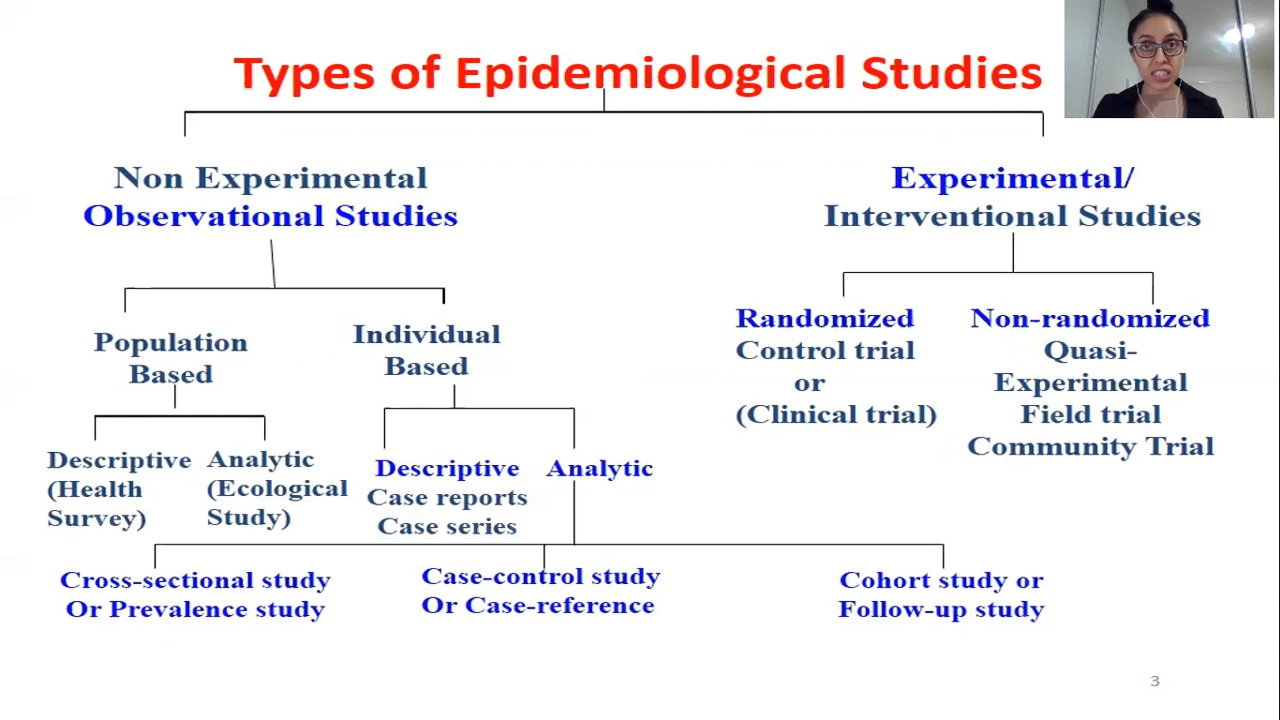 Types of Epidemiological Studies
Non Experimental
Observational Studies
Experimental/
Interventional Studies
Population
Based
Individual
Based
Randomized
Control trial
or
(Clinical trial)
Non-randomized
Quasi-
Experimental
Field trial
Community Trial
Descriptive
(Health
Survey)
Analytic
(Ecological
Study)
Descriptive
Case reports
Case series
Analytic
Cross-sectional study
Or Prevalence study
Case-control study
Or Case-reference
Cohort study or
Follow-up study
3